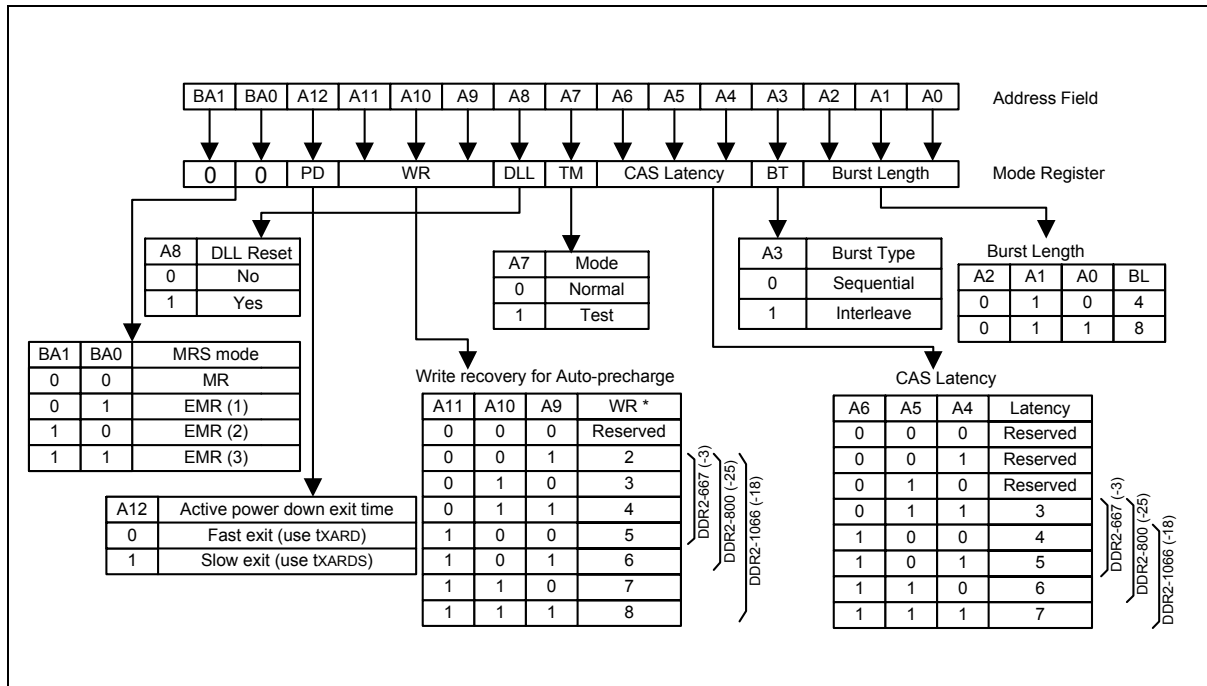 BA1 BA0 A12 A11 A10 A9 A8 A7 A6 A5 A4 A3 A2 A1 A0 Address Field
0 0 PD WR DLL TM CAS Latency BT Burst Length Mode Register
A8 DLL Reset
0 No
1 Yes
A7 Mode
0 Normal
1 Test
A3 Burst Type
0 Sequential
1 Interleave
Burst Length
A2 A1 A0 BL
0 1 0 4
0 1 1 8
BA1 BA0 MRS mode
0 0 MR
0 1 EMR (1)
1 0 EMR (2)
1 1 EMR (3)
A12 Active power down exit time
0 Fast exit (use tXARD)
1 Slow exit (use tXARDS)
Write recovery for Auto-precharge
A11 A10 A9 WR *
0 0 0 Reserved
0 0 1 2
0 1 0 3
0 1 1 4
1 0 0 5
1 0 1 6
1 1 0 7
1 1 1 8
DDR2-667 (-3)
DDR2-800 (-25)
DDR2-1066 (-18)
CAS Latency
A6 A5 A4 Latency
0 0 0 Reserved
0 0 1 Reserved
0 1 0 Reserved
0 1 1 3
1 0 0 4
1 0 1 5
1 1 0 6
1 1 1 7
DDR2-667 (-3)
DDR2-800 (-25)
DDR2-1066 (-18)